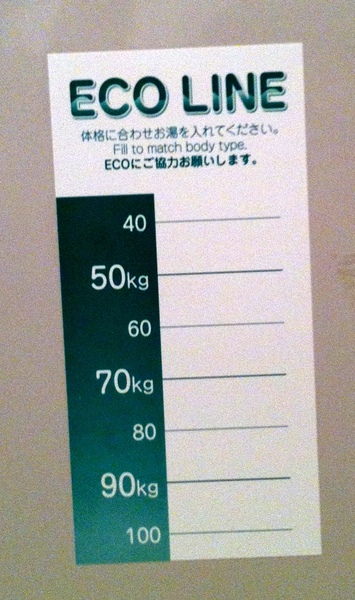 ECO LINE
体格に合わせお湯を入れてください。
Fill to match body type.
ECOにご協力お願いします。
40
50kg
60
70kg
80
90kg
100